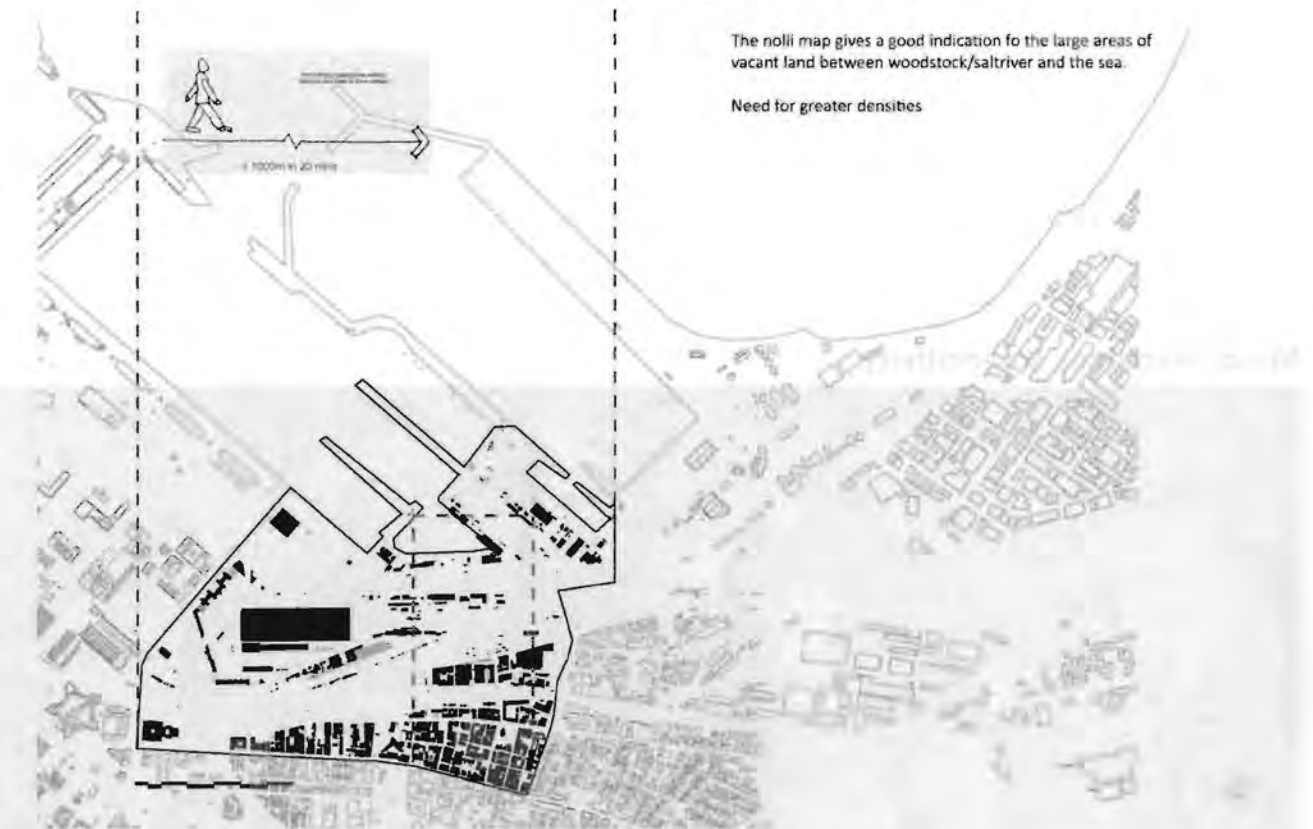 The nolli map gives a good indication fo the large areas of
vacant land between woodstock/saltriver and the sea.
Need for greater densities
1000m in 20 mins